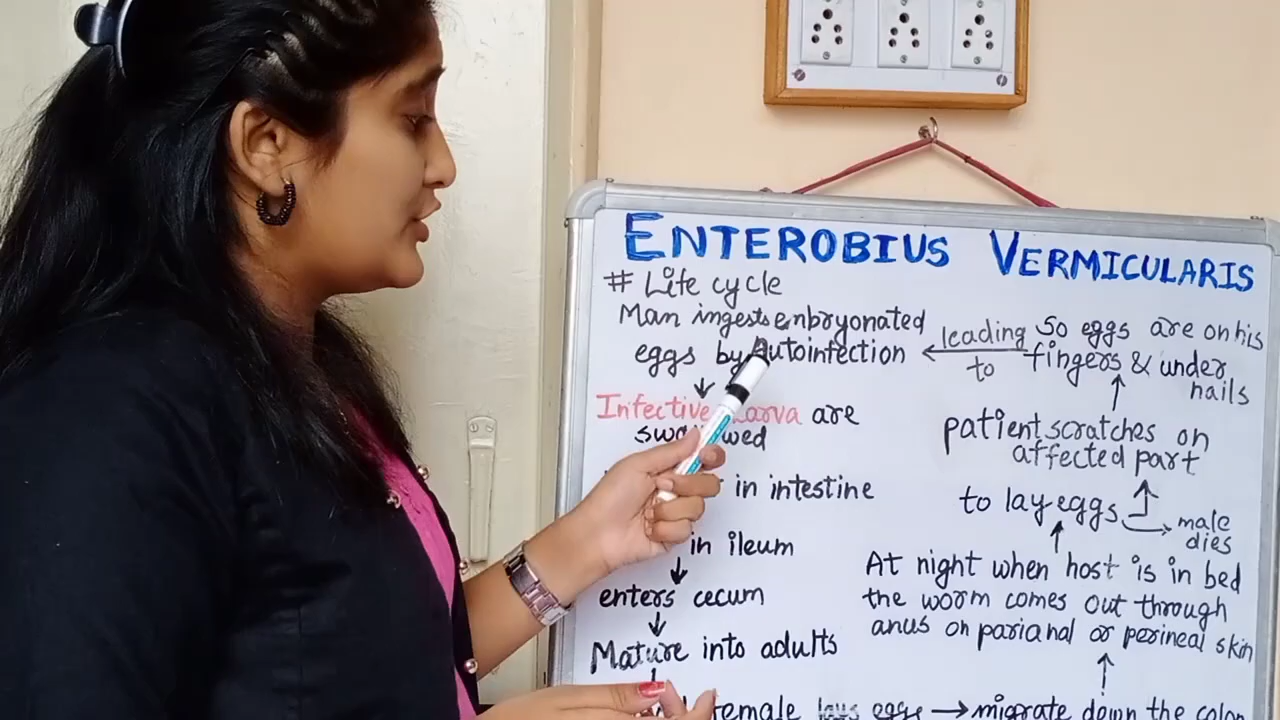 ENTEROBIUS VERMICULARIS
# Life cycle
Man ingests embryonated
eggs by Autoinfection
Infective Larva are
swallowed
in intestine
in ileum
enters cecum
Mature into adults
female lays eggs → migrate down the colon
At night when host is in bed
the worm comes out through
anus on parianal or perineal skin
to lay eggs
male
dies
patient scratches on
affected part
So eggs are on his
fingers & under
nails
leading
to